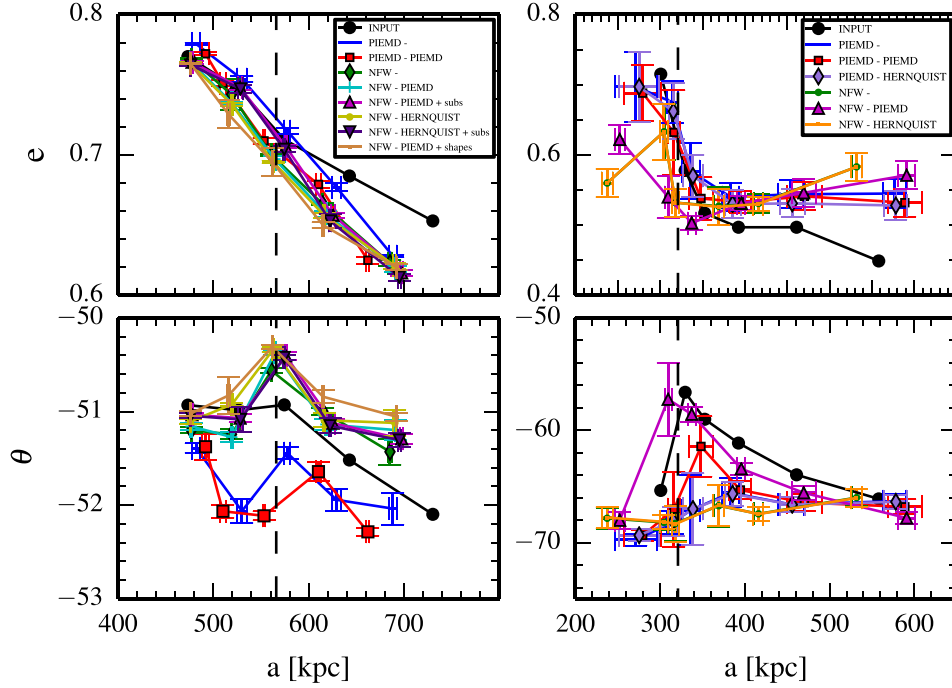 0.8
0.7
0.6
e
INPUT
PIEMD -
PIEMD - PIEMD
NFW -
NFW - PIEMD
NFW - PIEMD + subs
NFW - HERNQUIST
NFW - HERNQUIST + subs
NFW - PIEMD + shapes
0.8
0.6
0.4
INPUT
PIEMD -
PIEMD - PIEMD
PIEMD - HERNQUIST
NFW -
NFW - PIEMD
NFW - HERNQUIST
−50
−51
−52
−53
θ
400 500 600 700
a [kpc]
−50
−60
−70
200 300 400 500 600
a [kpc]